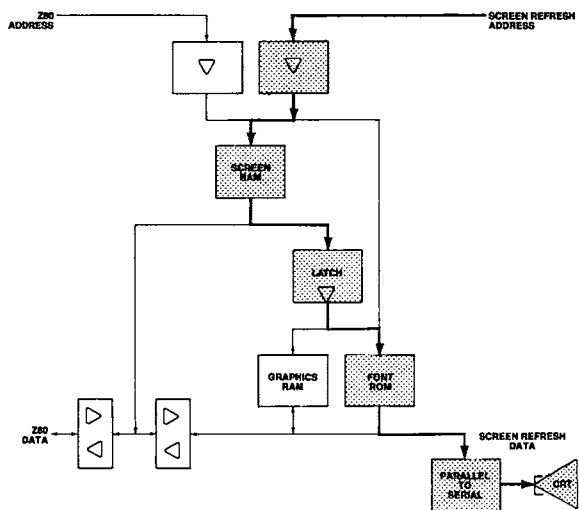 Z80
ADDRESS
SCREEN REFRESH
ADDRESS
SCREEN
RAM
LATCH
GRAPHICS
RAM
FONT
ROM
Z80
DATA
SCREEN REFRESH
DATA
PARALLEL
TO
SERIAL
CRT